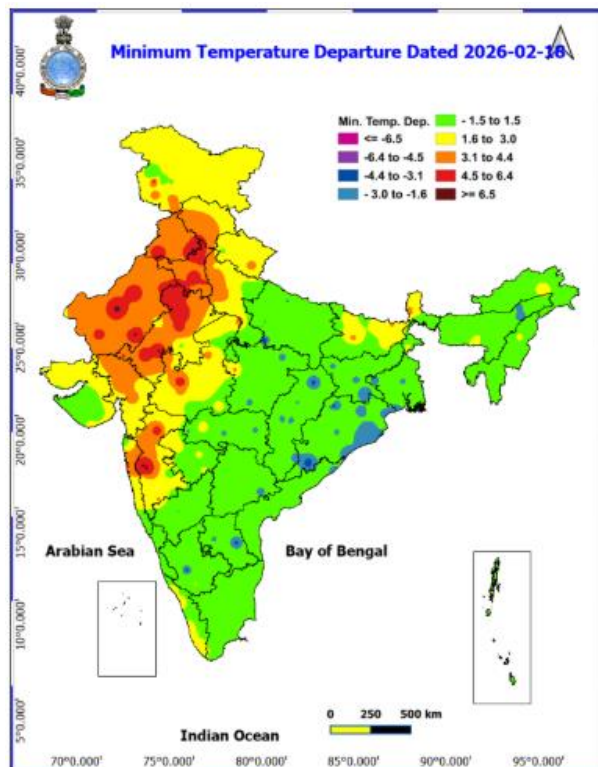 Minimum Temperature Departure Dated 2026-02-18
Min. Temp. Dep.
<= -6.5
-6.4 to -4.5
-4.4 to -3.1
- 3.0 to -1.6
- 1.5 to 1.5
1.6 to 3.0
3.1 to 4.4
4.5 to 6.4
>= 6.5
40°0.000'
35°0.000'
30°0.000'
25°0.000'
20°0.000'
15°0.000'
10°0.000'
5°0.000'
Arabian Sea
Bay of Bengal
0 250 500 km
Indian Ocean
70°0.000' 75°0.000' 80°0.000' 85°0.000' 90°0.000' 95°0.000'